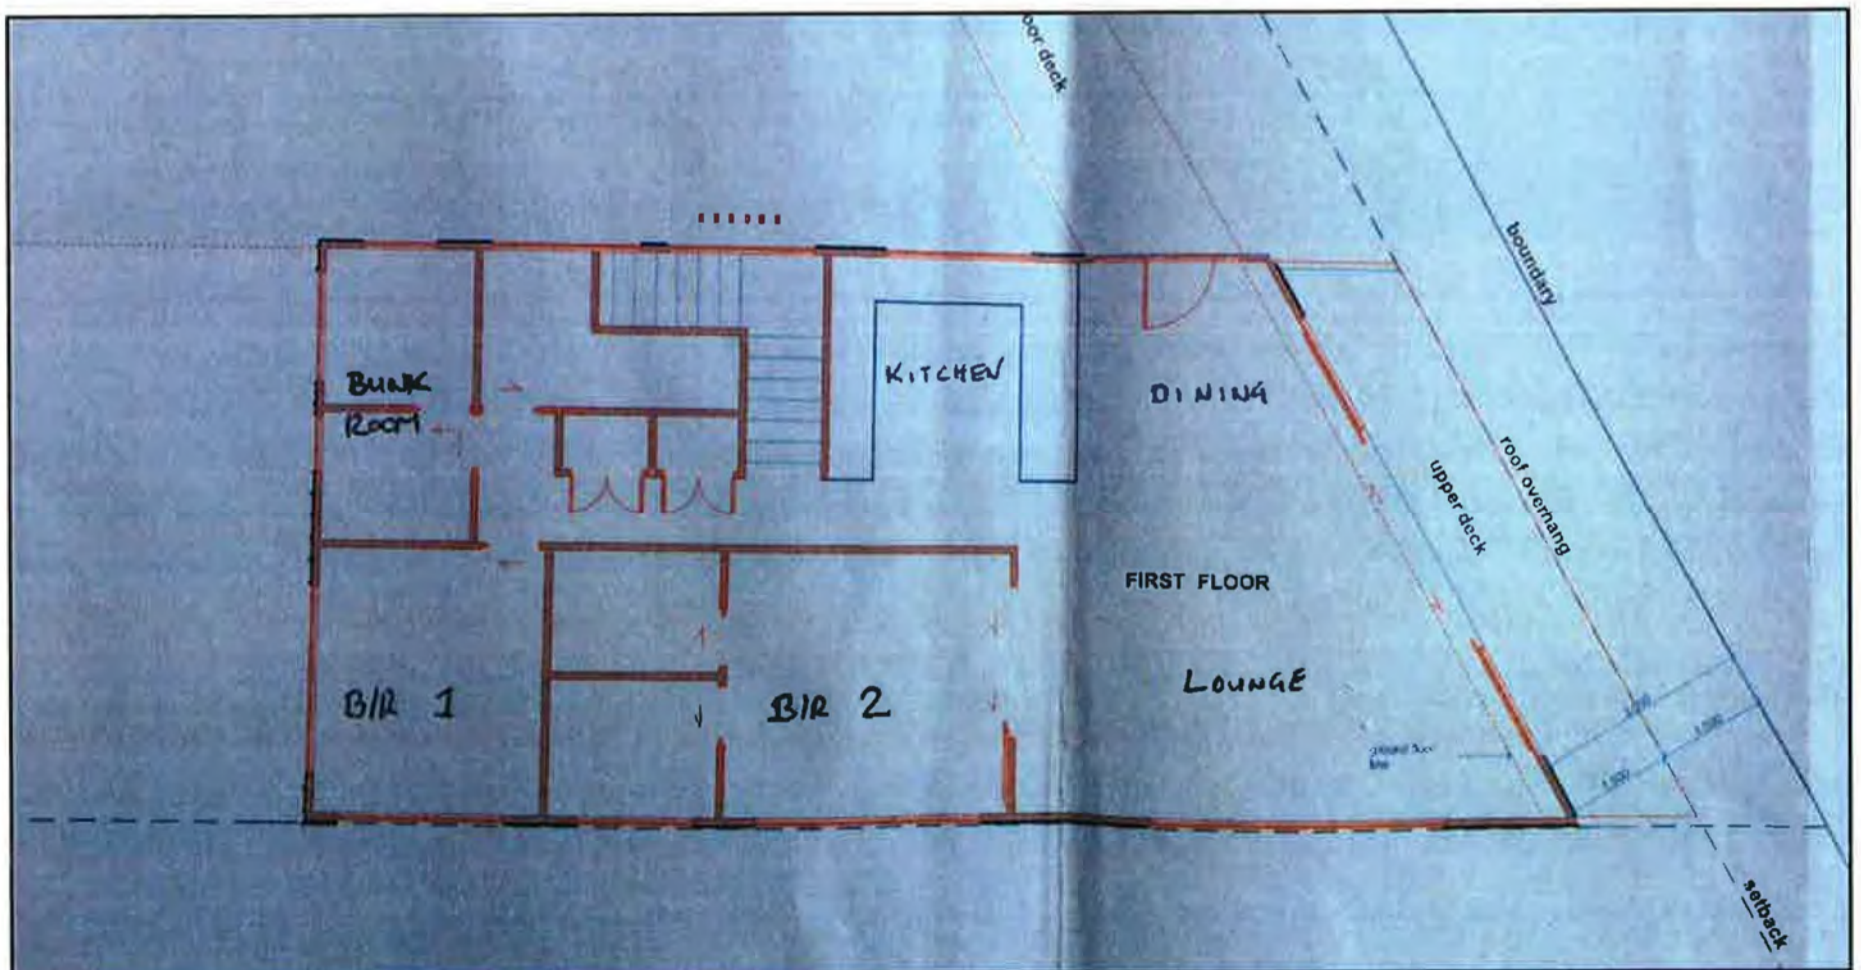 oor deck
boundary
BUNK
ROOM
KITCHEN
DINING
roof overhang
upper deck
FIRST FLOOR
LOUNGE
B/R 1
B/R 2
setback